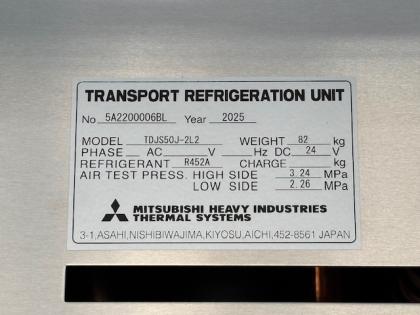 TRANSPORT REFRIGERATION UNIT
No 5A2200006BL Year 2025
MODEL TDJS50J-2L2 WEIGHT 82 kg
PHASE AC V Hz DC 24 V
REFRIGERANT R452A CHARGE kg
AIR TEST PRESS. HIGH SIDE 3.24 MPa
LOW SIDE 2.26 MPa
MITSUBISHI HEAVY INDUSTRIES
THERMAL SYSTEMS
3-1,ASAHI,NISHIBIWAJIMA,KIYOSU,AICHI,452-8561 JAPAN